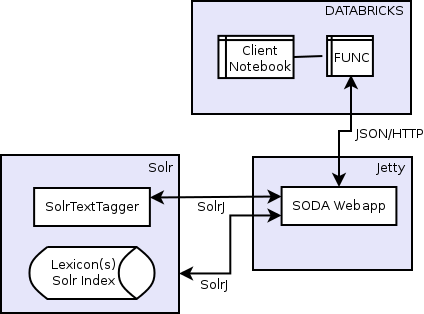 DATABRICKS
Client
Notebook
FUNC
JSON/HTTP
Solr
Jetty
SolrTextTagger
SolrJ
SODA Webapp
Lexicon(s)
Solr Index
SolrJ